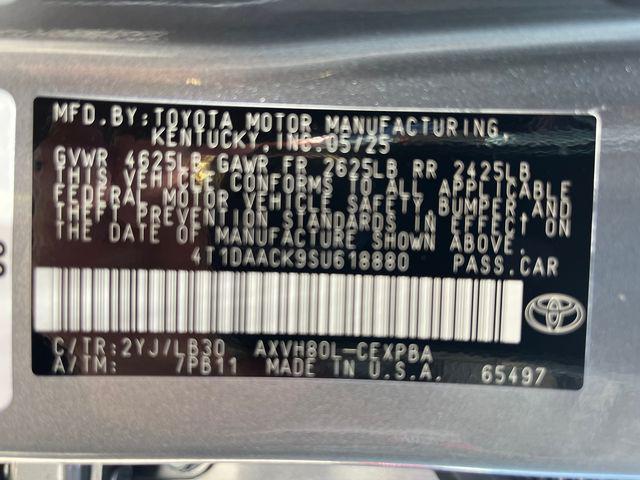 MFD.BY:TOYOTA MOTOR MANUFACTURING,
KENTUCKY, INC. 05/25
GVWR 4625LB GAWR FR 2625LB RR 2425LB
THIS VEHICLE CONFORMS TO ALL APPLICABLE
FEDERAL MOTOR VEHICLE SAFETY,BUMPER,AND
THEFT PREVENTION STANDARDS IN EFFECT ON
THE DATE OF MANUFACTURE SHOWN ABOVE.
4T1DAACK9SU618880 PASS.CAR
C/TR:2YJ/LB30 AXVH80L-CEXPBA
A/TM: 7PB11 MADE IN U.S.A. 65497